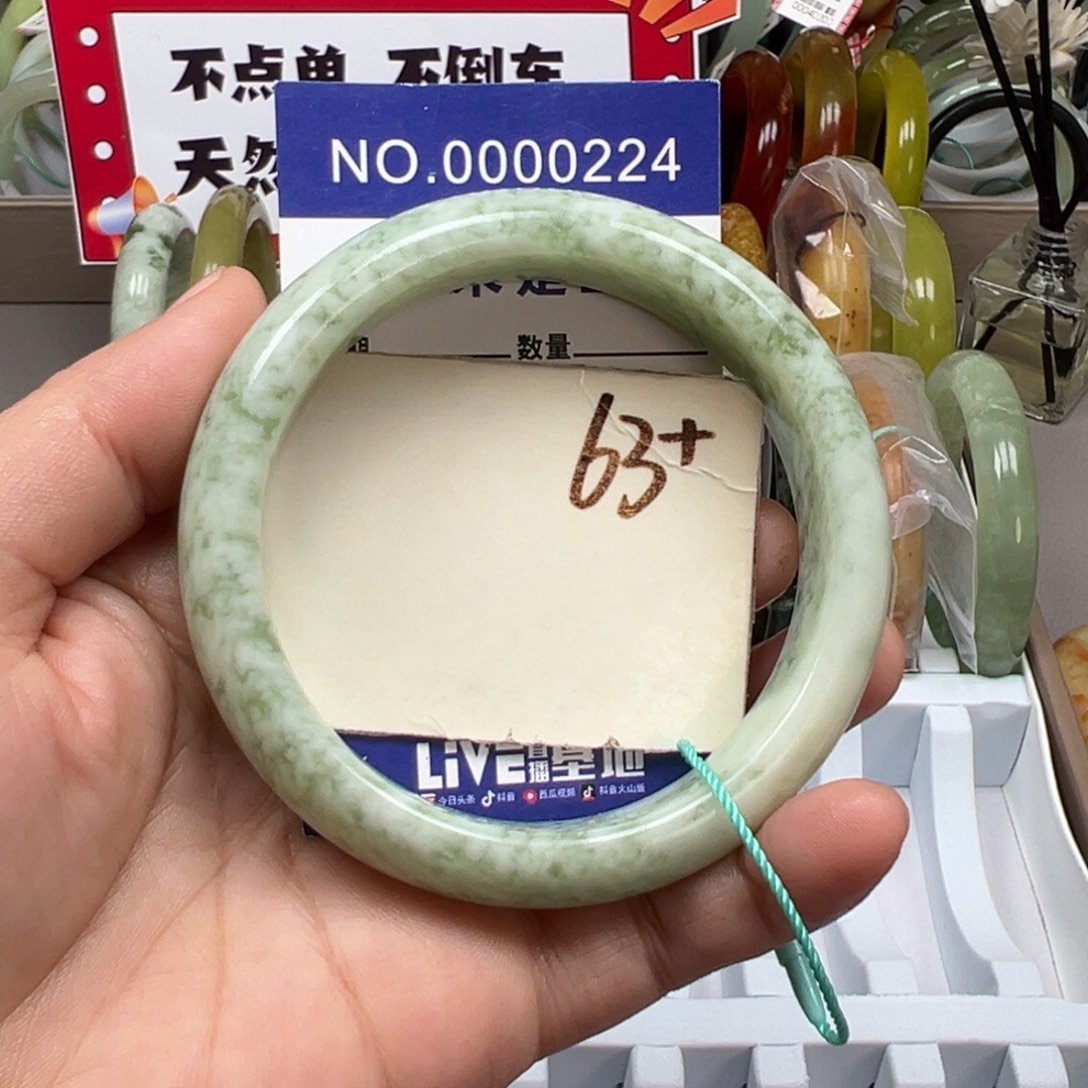 不点单 不倒车
天然
NO.0000224
数量
63+
LiVE直播基地
今日头条 抖音 西瓜视频 抖音火山版